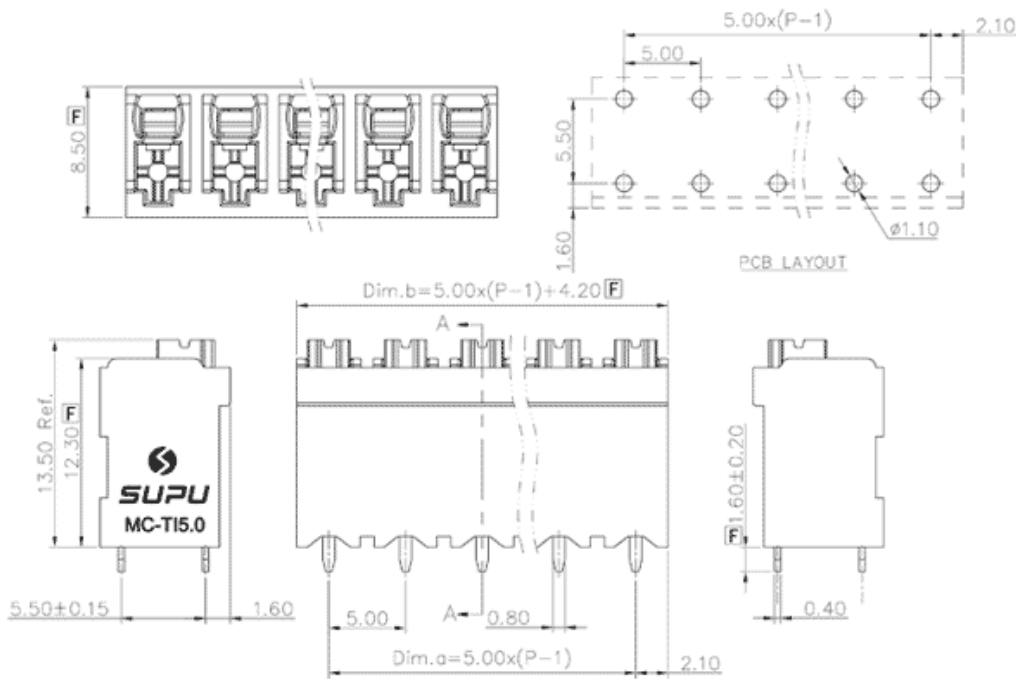 5.00x(P-1)
2.10
5.00
8.50 F
5.50
1.60
ø1.10
PCB LAYOUT
Dim.b=5.00x(P-1)+4.20 F
A
13.50 Ref.
12.30 F
SUPU
MC-TI5.0
F 1.60±0.20
5.50±0.15
1.60
5.00
A
0.80
0.40
Dim.a=5.00x(P-1)
2.10